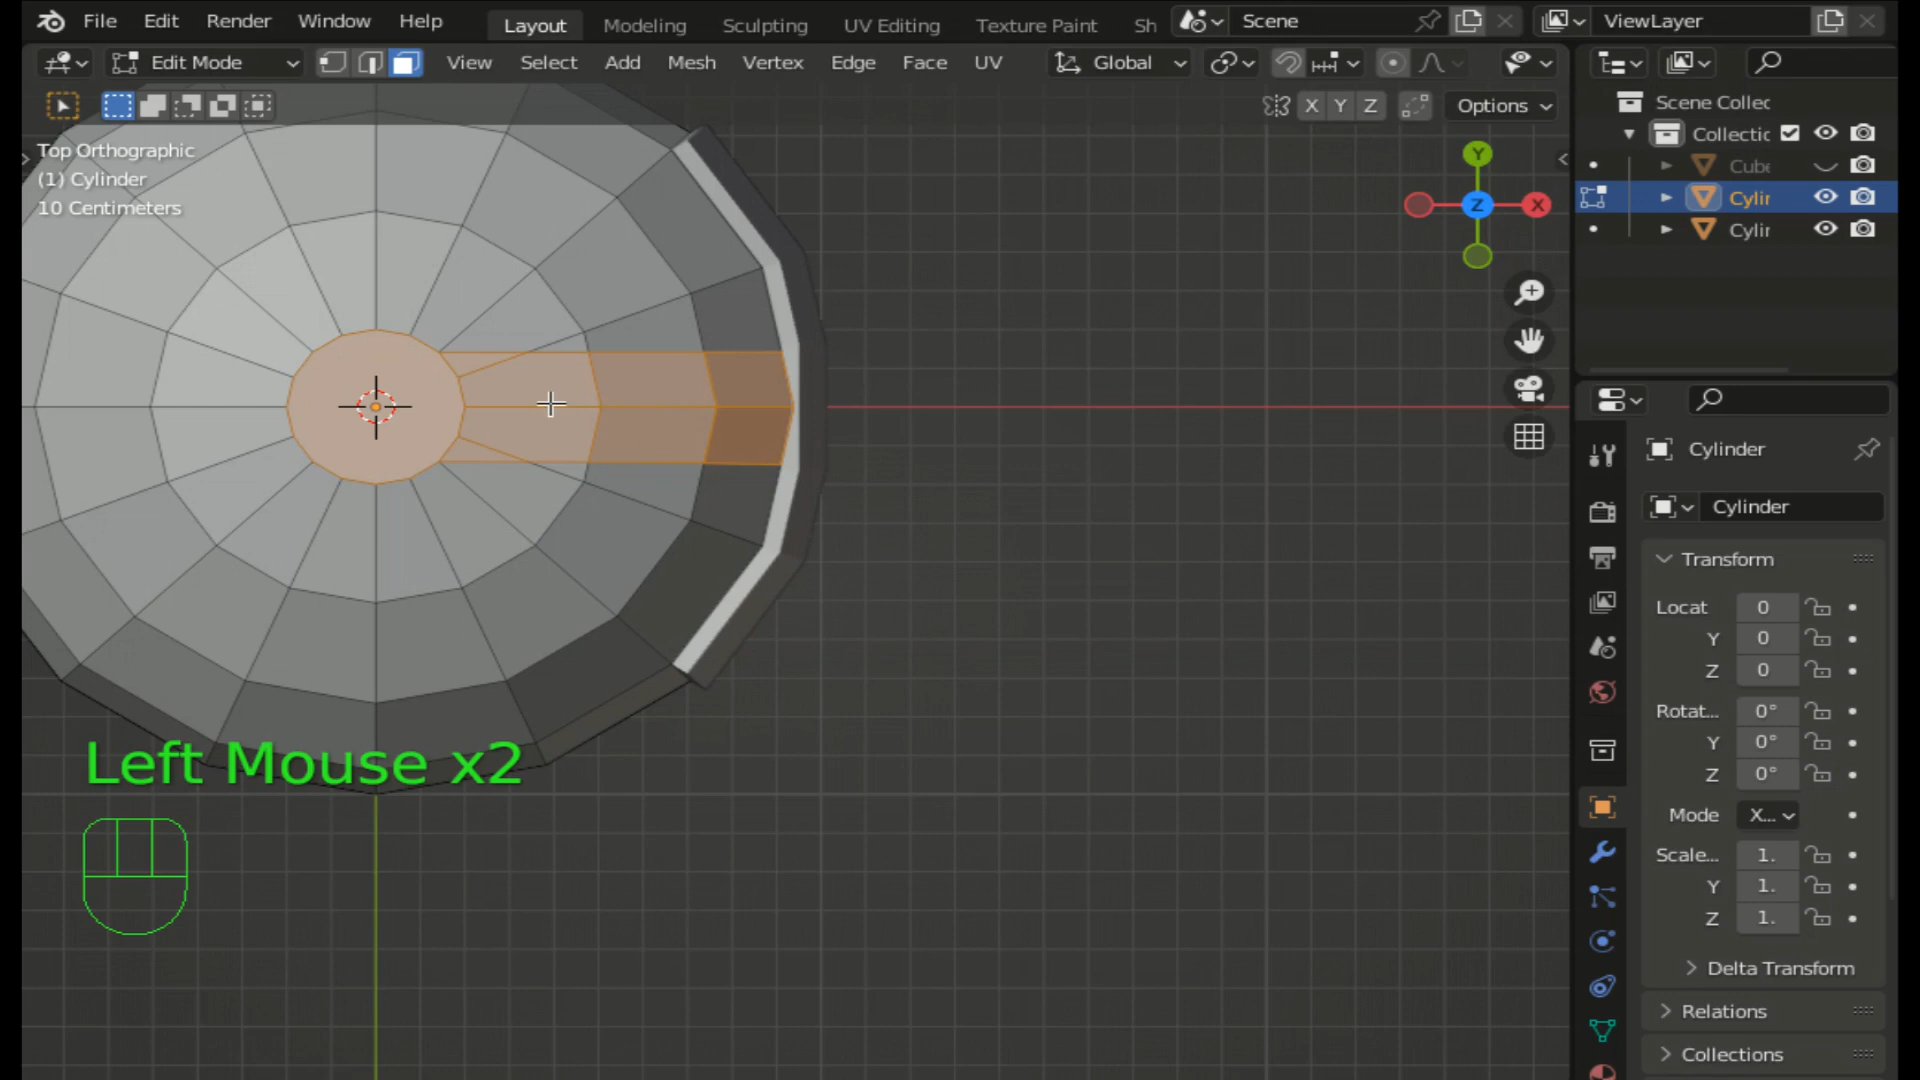 File Edit Render Window Help Layout Modeling Sculpting UV Editing Texture Paint Sh Scene ViewLayer
Edit Mode View Select Add Mesh Vertex Edge Face UV Global
X Y Z Options
Top Orthographic
(1) Cylinder
10 Centimeters
Y
Z
X
Scene Collec
Collectic
Cube
Cylir
Cylir
Cylinder
Cylinder
Transform
Locat 0
Y 0
Z 0
Rotat... 0°
Y 0°
Z 0°
Mode X...
Scale... 1.
Y 1.
Z 1.
Delta Transform
Relations
Collections
Left Mouse x2